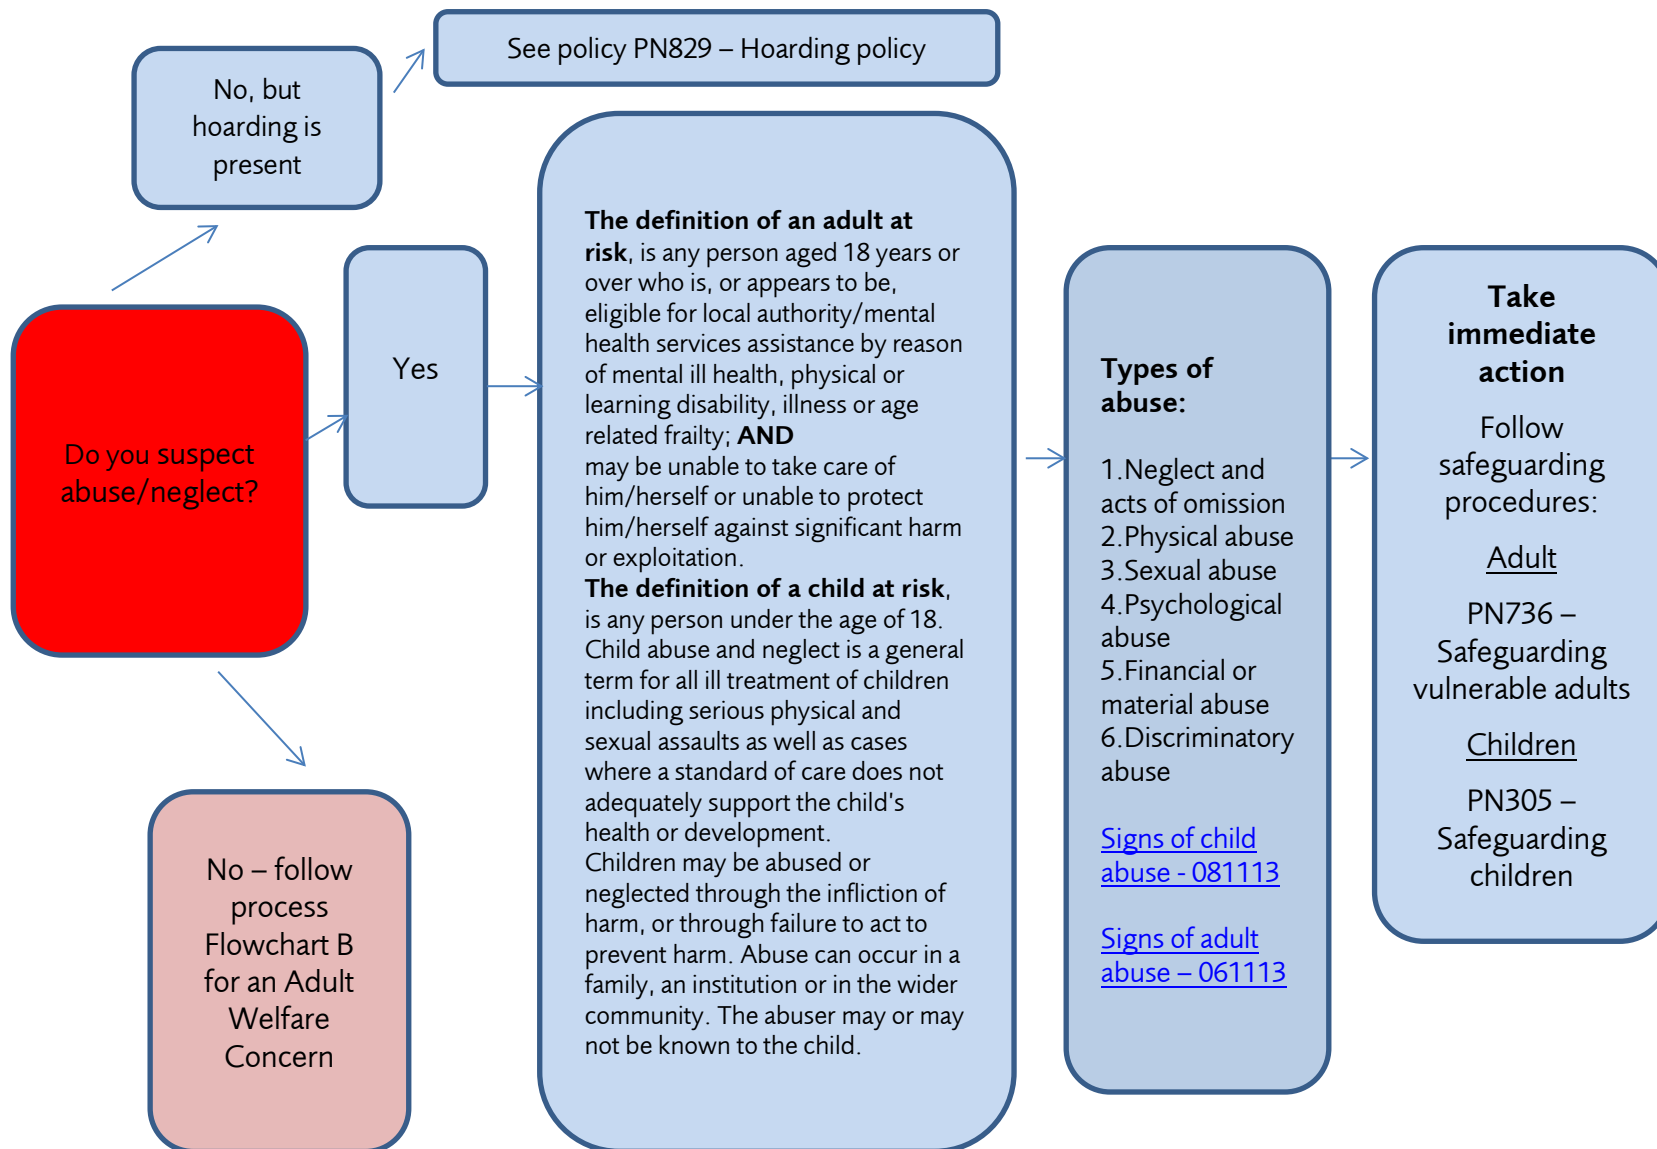 See policy PN829 – Hoarding policy
No, but
hoarding is
present
Do you suspect
abuse/neglect?
Yes
The definition of an adult at
risk, is any person aged 18 years or
over who is, or appears to be,
eligible for local authority/mental
health services assistance by reason
of mental ill health, physical or
learning disability, illness or age
related frailty; AND
may be unable to take care of
him/herself or unable to protect
him/herself against significant harm
or exploitation.
The definition of a child at risk,
is any person under the age of 18.
Child abuse and neglect is a general
term for all ill treatment of children
including serious physical and
sexual assaults as well as cases
where a standard of care does not
adequately support the child’s
health or development.
Children may be abused or
neglected through the infliction of
harm, or through failure to act to
prevent harm. Abuse can occur in a
family, an institution or in the wider
community. The abuser may or may
not be known to the child.
Types of
abuse:
1.Neglect and
acts of omission
2.Physical abuse
3.Sexual abuse
4.Psychological
abuse
5.Financial or
material abuse
6.Discriminatory
abuse
Signs of child
abuse - 081113
Signs of adult
abuse – 061113
Take
immediate
action
Follow
safeguarding
procedures:
Adult
PN736 –
Safeguarding
vulnerable adults
Children
PN305 –
Safeguarding
children
No – follow
process
Flowchart B
for an Adult
Welfare
Concern